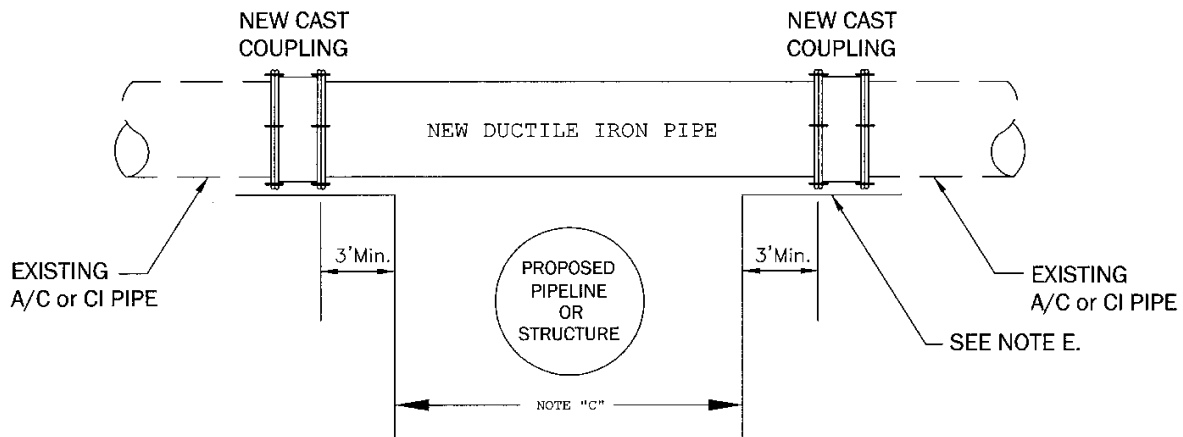 NEW CAST
COUPLING
NEW CAST
COUPLING
NEW DUCTILE IRON PIPE
3'Min.
3'Min.
EXISTING
A/C or CI PIPE
PROPOSED
PIPELINE
OR
STRUCTURE
EXISTING
A/C or CI PIPE
SEE NOTE E.
NOTE "C"